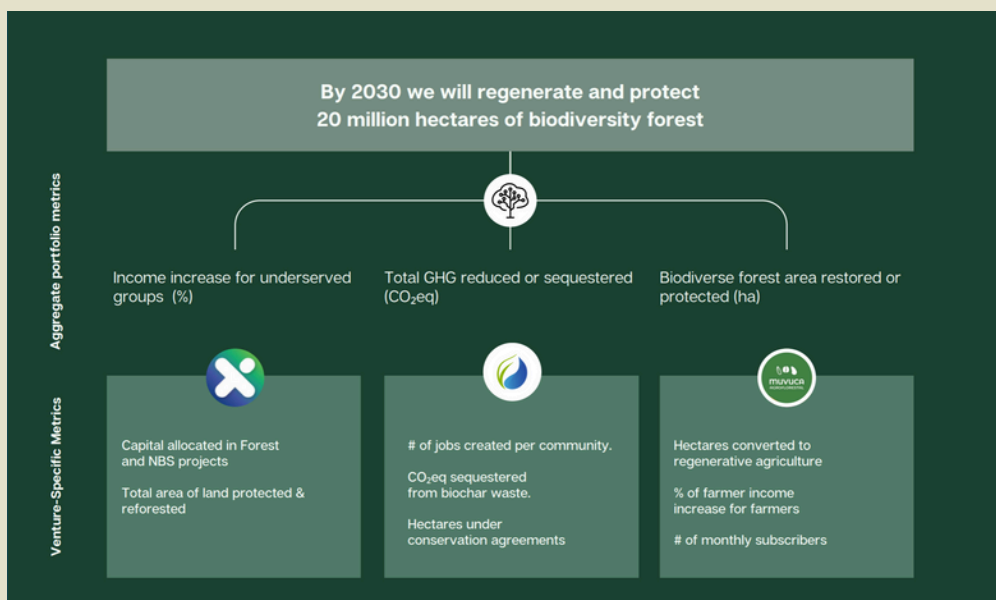 By 2030 we will regenerate and protect
20 million hectares of biodiversity forest
Aggregate portfolio metrics
Income increase for underserved
groups (%)
Total GHG reduced or sequestered
(CO₂eq)
Biodiverse forest area restored or
protected (ha)
Venture-Specific Metrics
Capital allocated in Forest
and NBS projects
Total area of land protected &
reforested
# of jobs created per community.
CO₂eq sequestered
from biochar waste.
Hectares under
conservation agreements
muvuca
Hectares converted to
regenerative agriculture
% of farmer income
increase for farmers
# of monthly subscribers